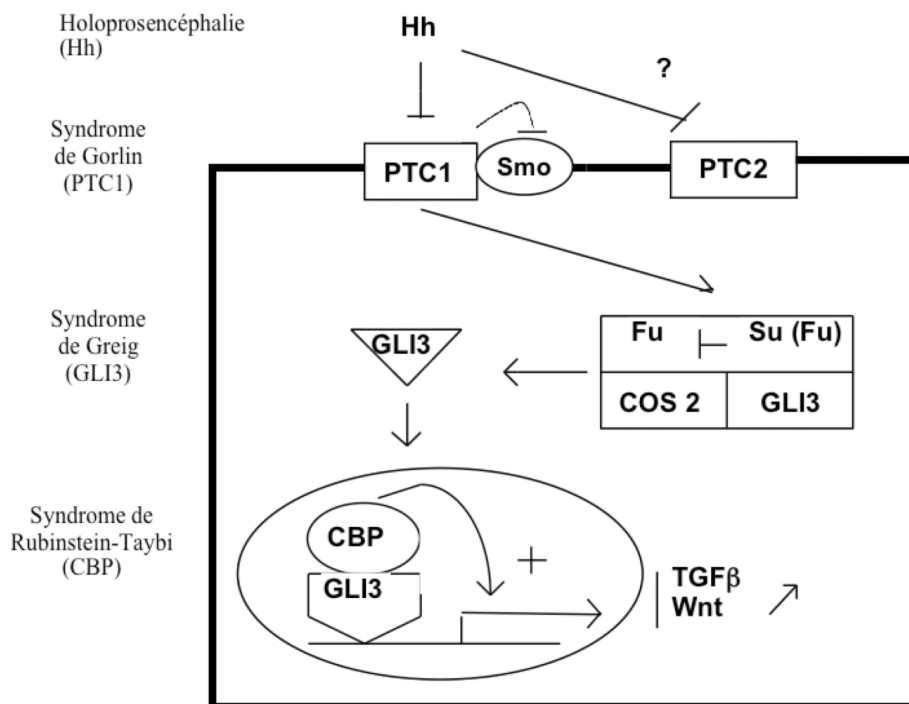 Holoprosencéphalie
(Hh)
Hh
?
Syndrome
de Gorlin
(PTC1)
PTC1
Smo
PTC2
Syndrome
de Greig
(GLI3)
GLI3
Fu
Su (Fu)
COS 2
GLI3
Syndrome de
Rubinstein-Taybi
(CBP)
CBP
GLI3
+
TGFβ
Wnt